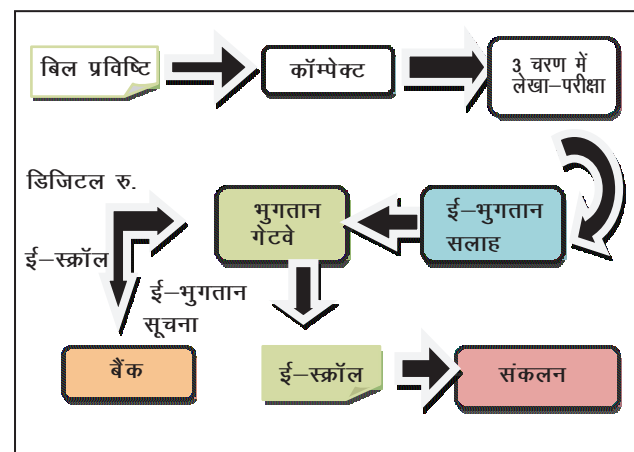 बिल प्रविष्टि
कॉम्पेक्ट
3 चरण में
लेखा–परीक्षा
डिजिटल रु.
भुगतान
गेटवे
ई–भुगतान
सलाह
ई–स्क्रॉल
ई–भुगतान
सूचना
बैंक
ई–स्क्रॉल
संकलन